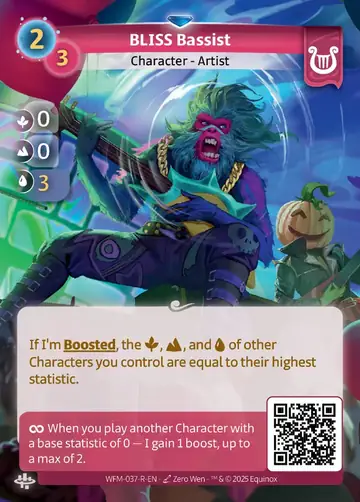 2
BLISS Bassist
3
Character - Artist
0
0
3
If I'm Boosted, the , , and of other
Characters you control are equal to their highest
statistic.
∞ When you play another Character with
a base statistic of 0 — I gain 1 boost, up to
a max of 2.
WFM-037-R-EN - Zero Wen - ™ & © 2025 Equinox